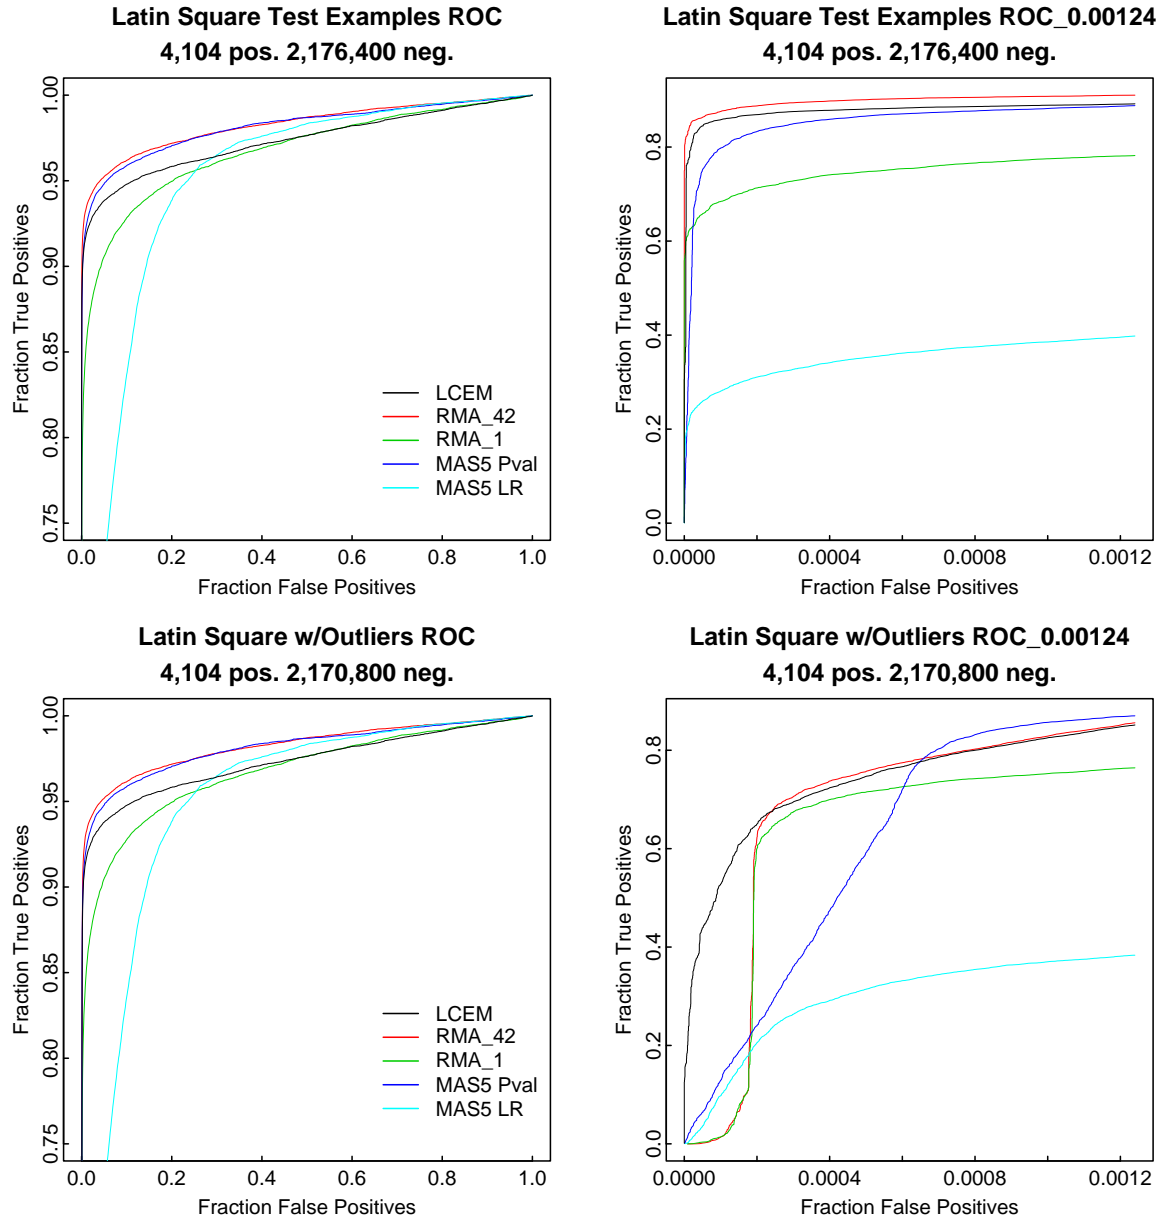 Latin Square Test Examples ROC
4,104 pos. 2,176,400 neg.
1.00
0.95
0.90
0.85
0.80
0.75
Fraction True Positives
LCEM
RMA_42
RMA_1
MAS5 Pval
MAS5 LR
0.0 0.2 0.4 0.6 0.8 1.0
Fraction False Positives
Latin Square Test Examples ROC_0.00124
4,104 pos. 2,176,400 neg.
0.8
0.6
0.4
0.2
0.0
Fraction True Positives
0.0000 0.0004 0.0008 0.0012
Fraction False Positives
Latin Square w/Outliers ROC
4,104 pos. 2,170,800 neg.
1.00
0.95
0.90
0.85
0.80
0.75
Fraction True Positives
LCEM
RMA_42
RMA_1
MAS5 Pval
MAS5 LR
0.0 0.2 0.4 0.6 0.8 1.0
Fraction False Positives
Latin Square w/Outliers ROC_0.00124
4,104 pos. 2,170,800 neg.
0.8
0.6
0.4
0.2
0.0
Fraction True Positives
0.0000 0.0004 0.0008 0.0012
Fraction False Positives